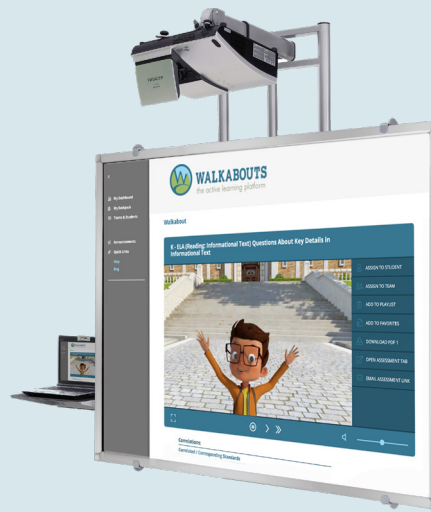 WALKABOUTS
the active learning platform
My Dashboard
My Backpack
Teams & Students
Announcements
Quick Links
Blog
Walkabout
K - ELA (Reading: Informational Text) Questions About Key Details in
Informational Text
ASSIGN TO STUDENT
ASSIGN TO TEAM
ADD TO PLAYLIST
ADD TO FAVORITES
DOWNLOAD PDF 1
OPEN ASSESSMENT TAB
EMAIL ASSESSMENT LINK
Correlations
Correlated / Corresponding Standards